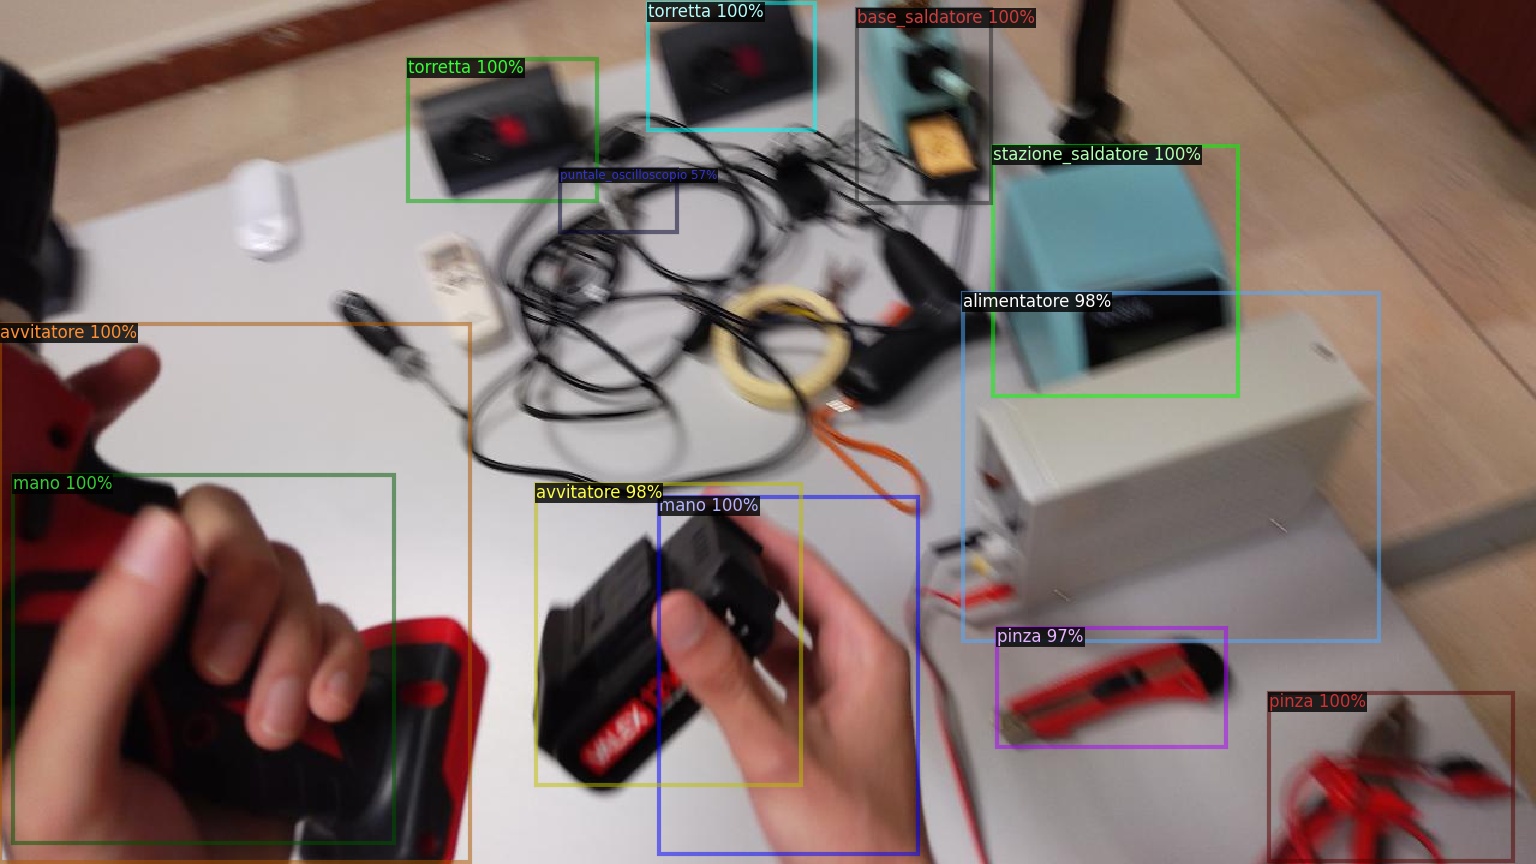 torretta 100%
base_saldatore 100%
torretta 100%
stazione_saldatore 100%
puntale_oscilloscopio 57%
alimentatore 98%
avvitatore 100%
mano 100%
avvitatore 98%
mano 100%
pinza 97%
pinza 100%
VALEX